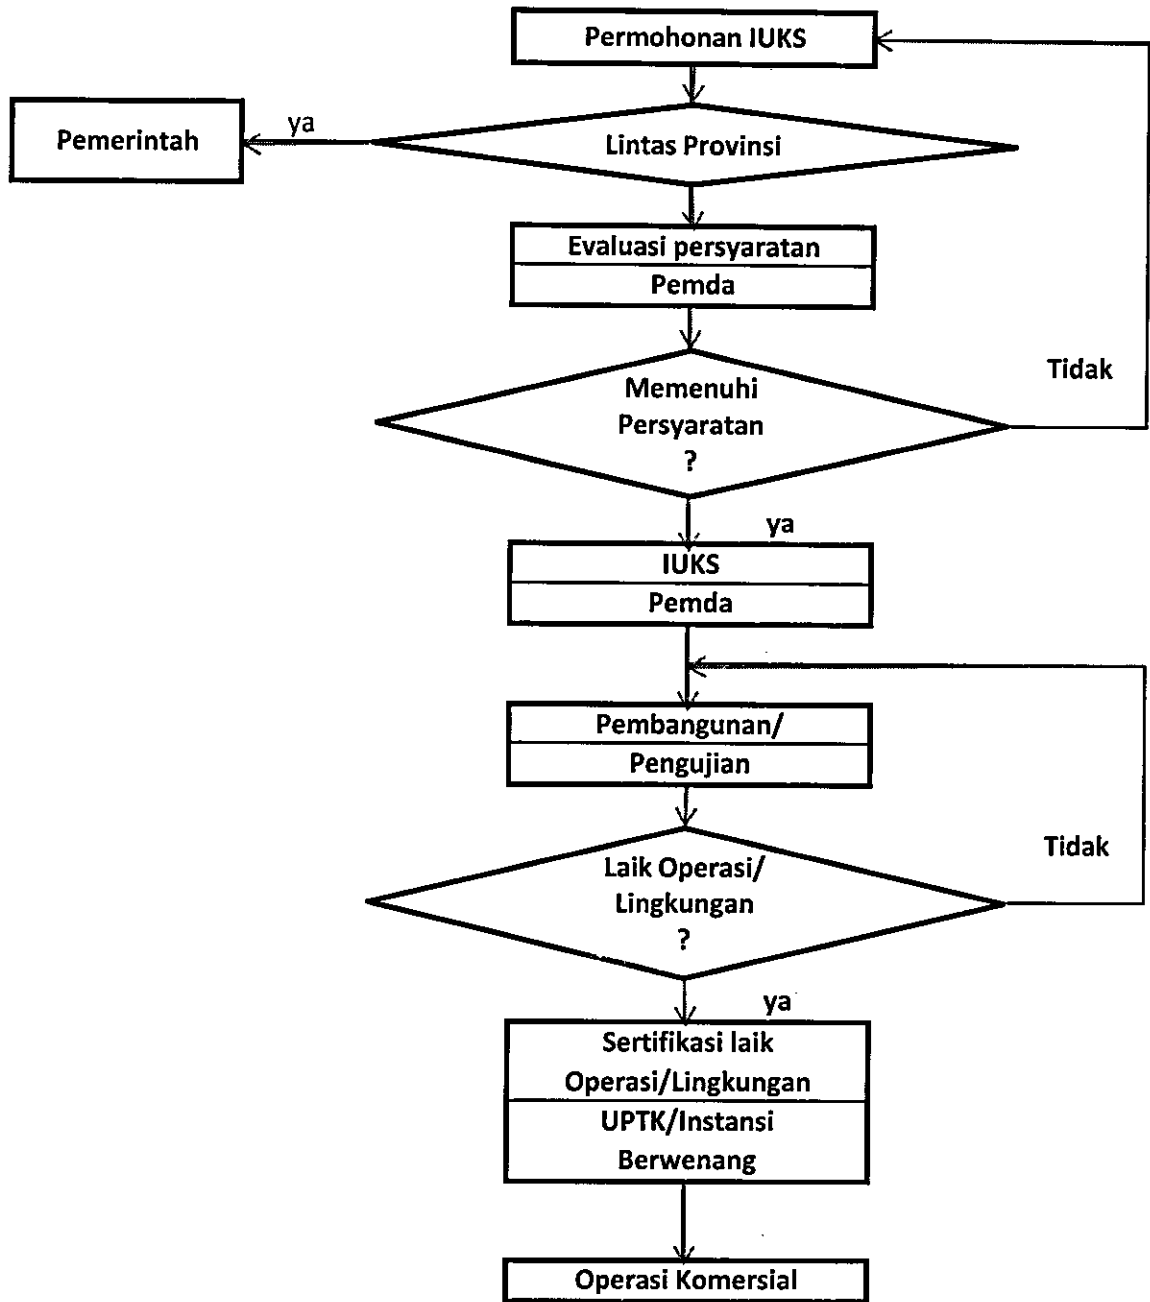 Permohonan IUKS
Pemerintah
ya
Lintas Provinsi
Evaluasi persyaratan
Pemda
Memenuhi
Persyaratan
?
Tidak
ya
IUKS
Pemda
Pembangunan/
Pengujian
Laik Operasi/
Lingkungan
?
Tidak
ya
Sertifikasi laik
Operasi/Lingkungan
UPTK/Instansi
Berwenang
Operasi Komersial